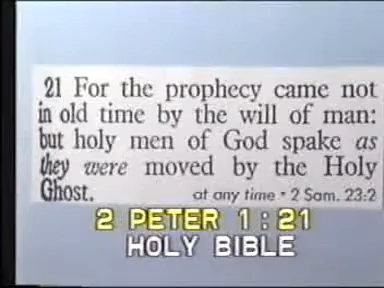 21 For the prophecy came not
in old time by the will of man:
but holy men of God spake as
they were moved by the Holy
Ghost. at any time • 2 Sam. 23:2
2 PETER 1:21
HOLY BIBLE